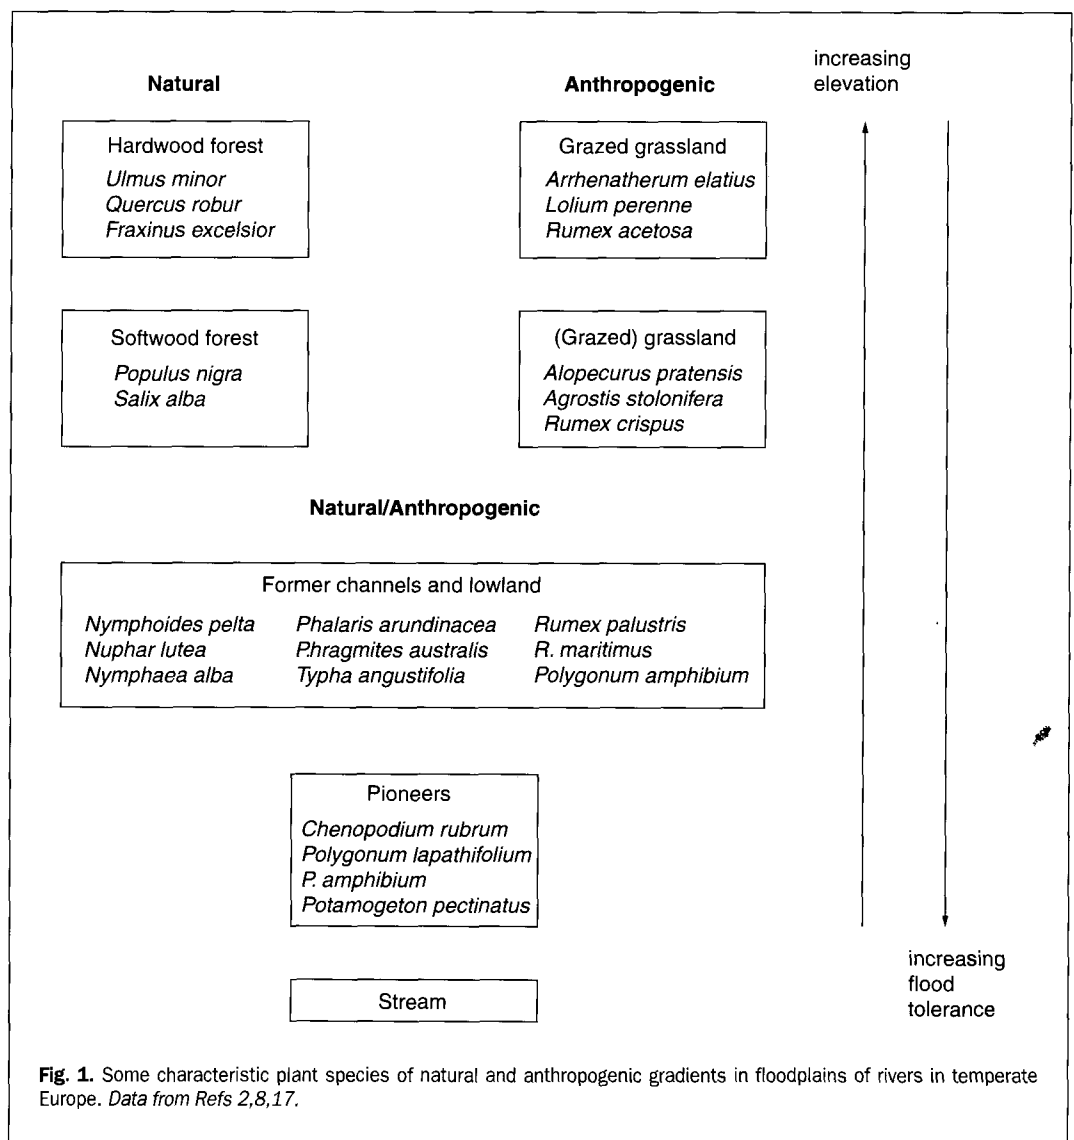 Natural
Anthropogenic
increasing
elevation
Hardwood forest
Ulmus minor
Quercus robur
Fraxinus excelsior
Grazed grassland
Arrhenatherum elatius
Lolium perenne
Rumex acetosa
Softwood forest
Populus nigra
Salix alba
(Grazed) grassland
Alopecurus pratensis
Agrostis stolonifera
Rumex crispus
Natural/Anthropogenic
Former channels and lowland
Nymphoides pelta
Nuphar lutea
Nymphaea alba
Phalaris arundinacea
Phragmites australis
Typha angustifolia
Rumex palustris
R. maritimus
Polygonum amphibium
Pioneers
Chenopodium rubrum
Polygonum lapathifolium
P. amphibium
Potamogeton pectinatus
Stream
increasing
flood
tolerance
Fig. 1. Some characteristic plant species of natural and anthropogenic gradients in floodplains of rivers in temperate
Europe. Data from Refs 2,8,17.